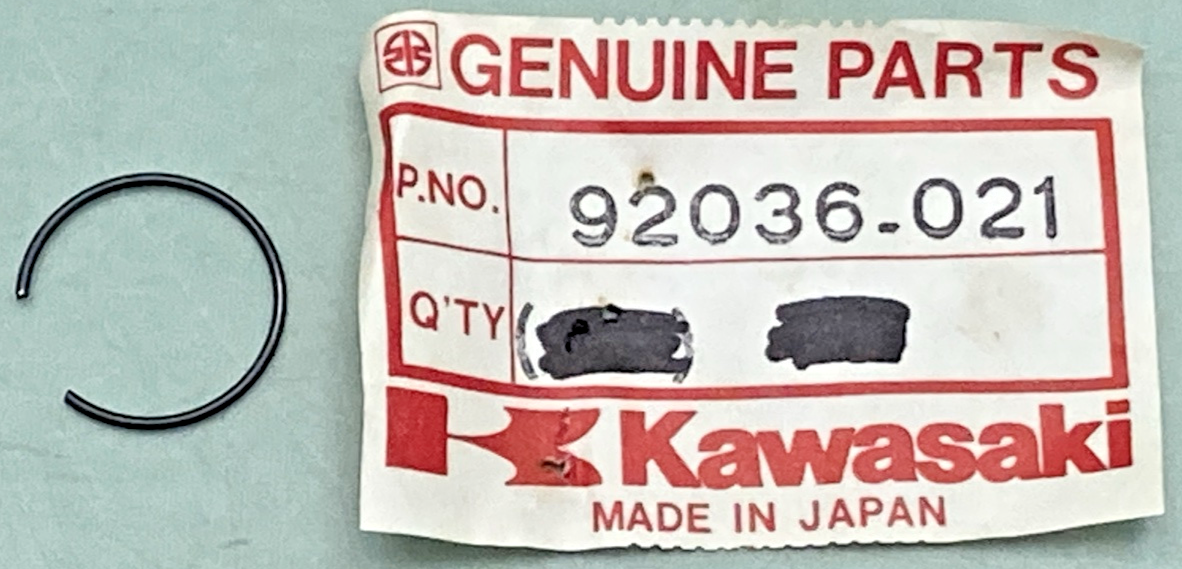 GENUINE PARTS
P.NO. 92036-021
Q'TY
Kawasaki
MADE IN JAPAN